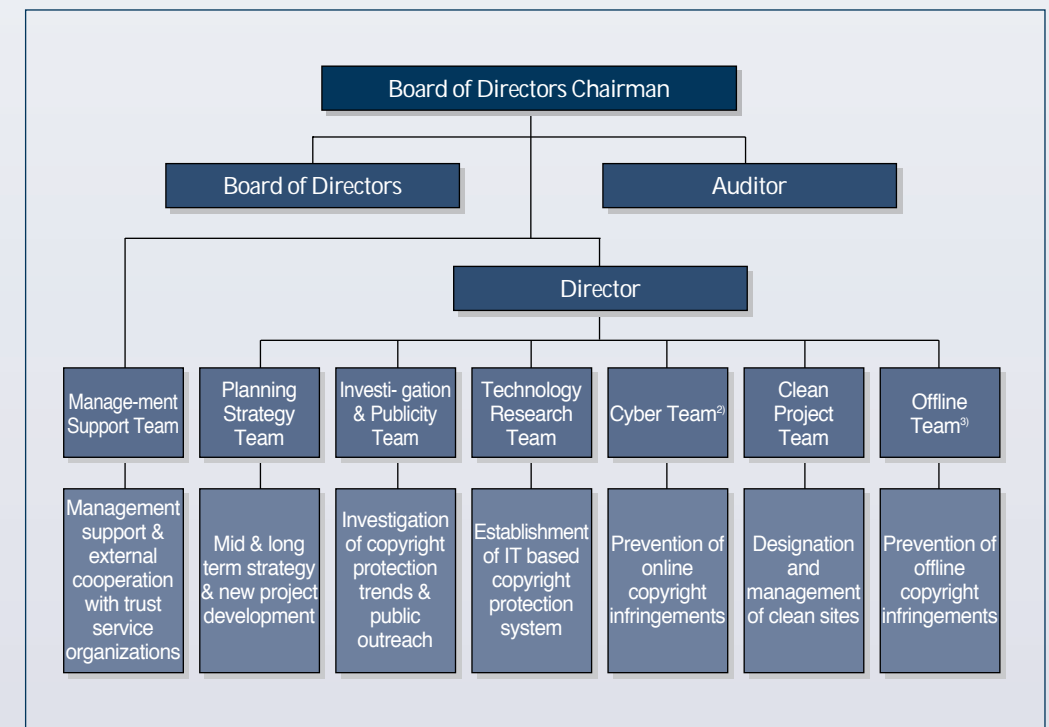 Board of Directors Chairman
Board of Directors
Auditor
Director
Manage-ment
Support Team
Planning
Strategy
Team
Investi- gation
& Publicity
Team
Technology
Research
Team
Cyber Team2)
Clean
Project
Team
Offline
Team3)
Management
support &
external
cooperation
with trust
service
organizations
Mid & long
term strategy
& new project
development
Investigation
of copyright
protection
trends &
public
outreach
Establishment
of IT based
copyright
protection
system
Prevention of
online
copyright
infringements
Designation
and
management
of clean sites
Prevention of
offline
copyright
infringements